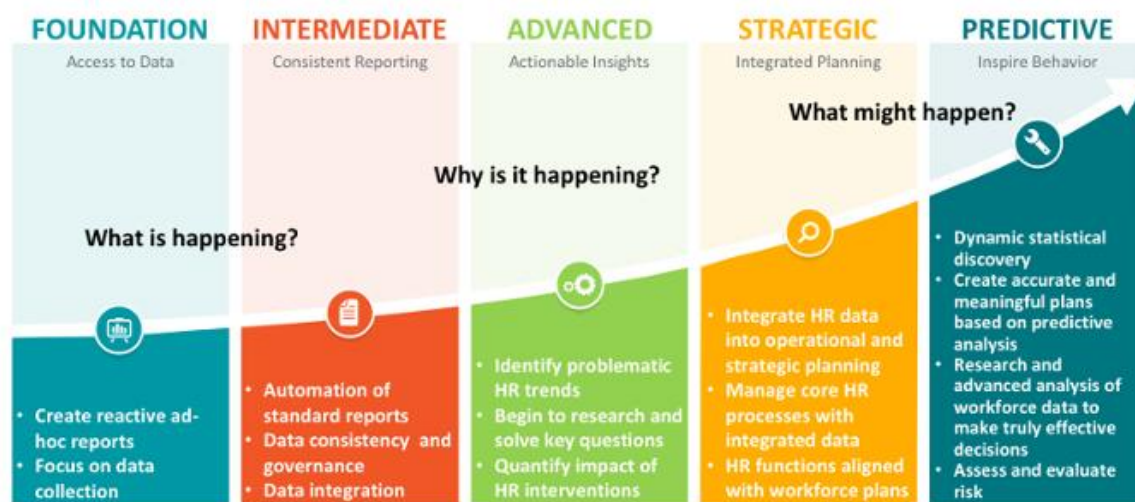 FOUNDATION
Access to Data
INTERMEDIATE
Consistent Reporting
ADVANCED
Actionable Insights
STRATEGIC
Integrated Planning
PREDICTIVE
Inspire Behavior
What is happening?
Why is it happening?
What might happen?
• Create reactive ad-
hoc reports
• Focus on data
collection
• Automation of
standard reports
• Data consistency and
governance
• Data integration
• Identify problematic
HR trends
• Begin to research and
solve key questions
• Quantify impact of
HR interventions
• Integrate HR data
into operational and
strategic planning
• Manage core HR
processes with
integrated data
• HR functions aligned
with workforce plans
• Dynamic statistical
discovery
• Create accurate and
meaningful plans
based on predictive
analysis
• Research and
advanced analysis of
workforce data to
make truly effective
decisions
• Assess and evaluate
risk